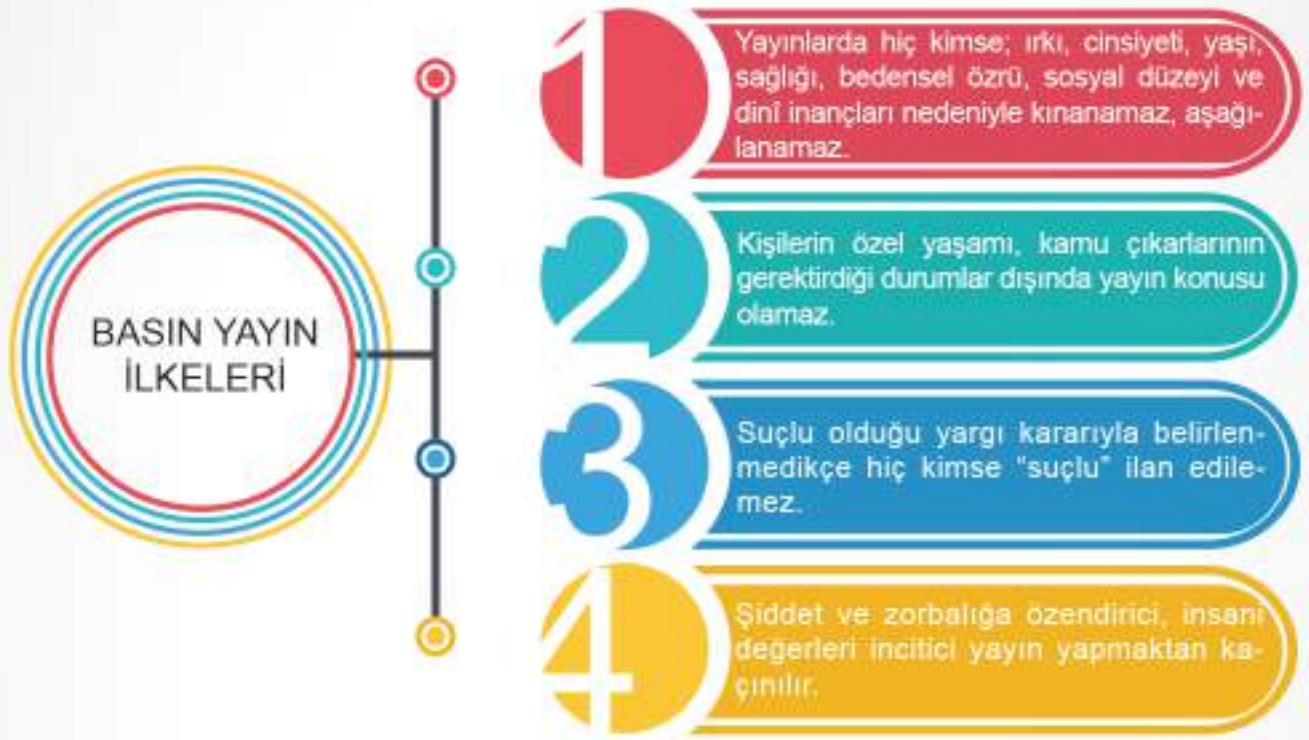 BASIN YAYIN
İLKELERİ
1
Yayınlarda hiç kimse; ırkı, cinsiyeti, yaşı,
sağlığı, bedensel özrü, sosyal düzeyi ve
dinî inançları nedeniyle kınanamaz, aşağı-
lanamaz.
2
Kişilerin özel yaşamı, kamu çıkarlarının
gerektirdiği durumlar dışında yayın konusu
olamaz.
3
Suçlu olduğu yargı kararıyla belirlen-
medikçe hiç kimse "suçlu" ilan edile-
mez.
4
Şiddet ve zorbalığa özendirici, insani
değerleri incitici yayın yapmaktan ka-
çınılır.